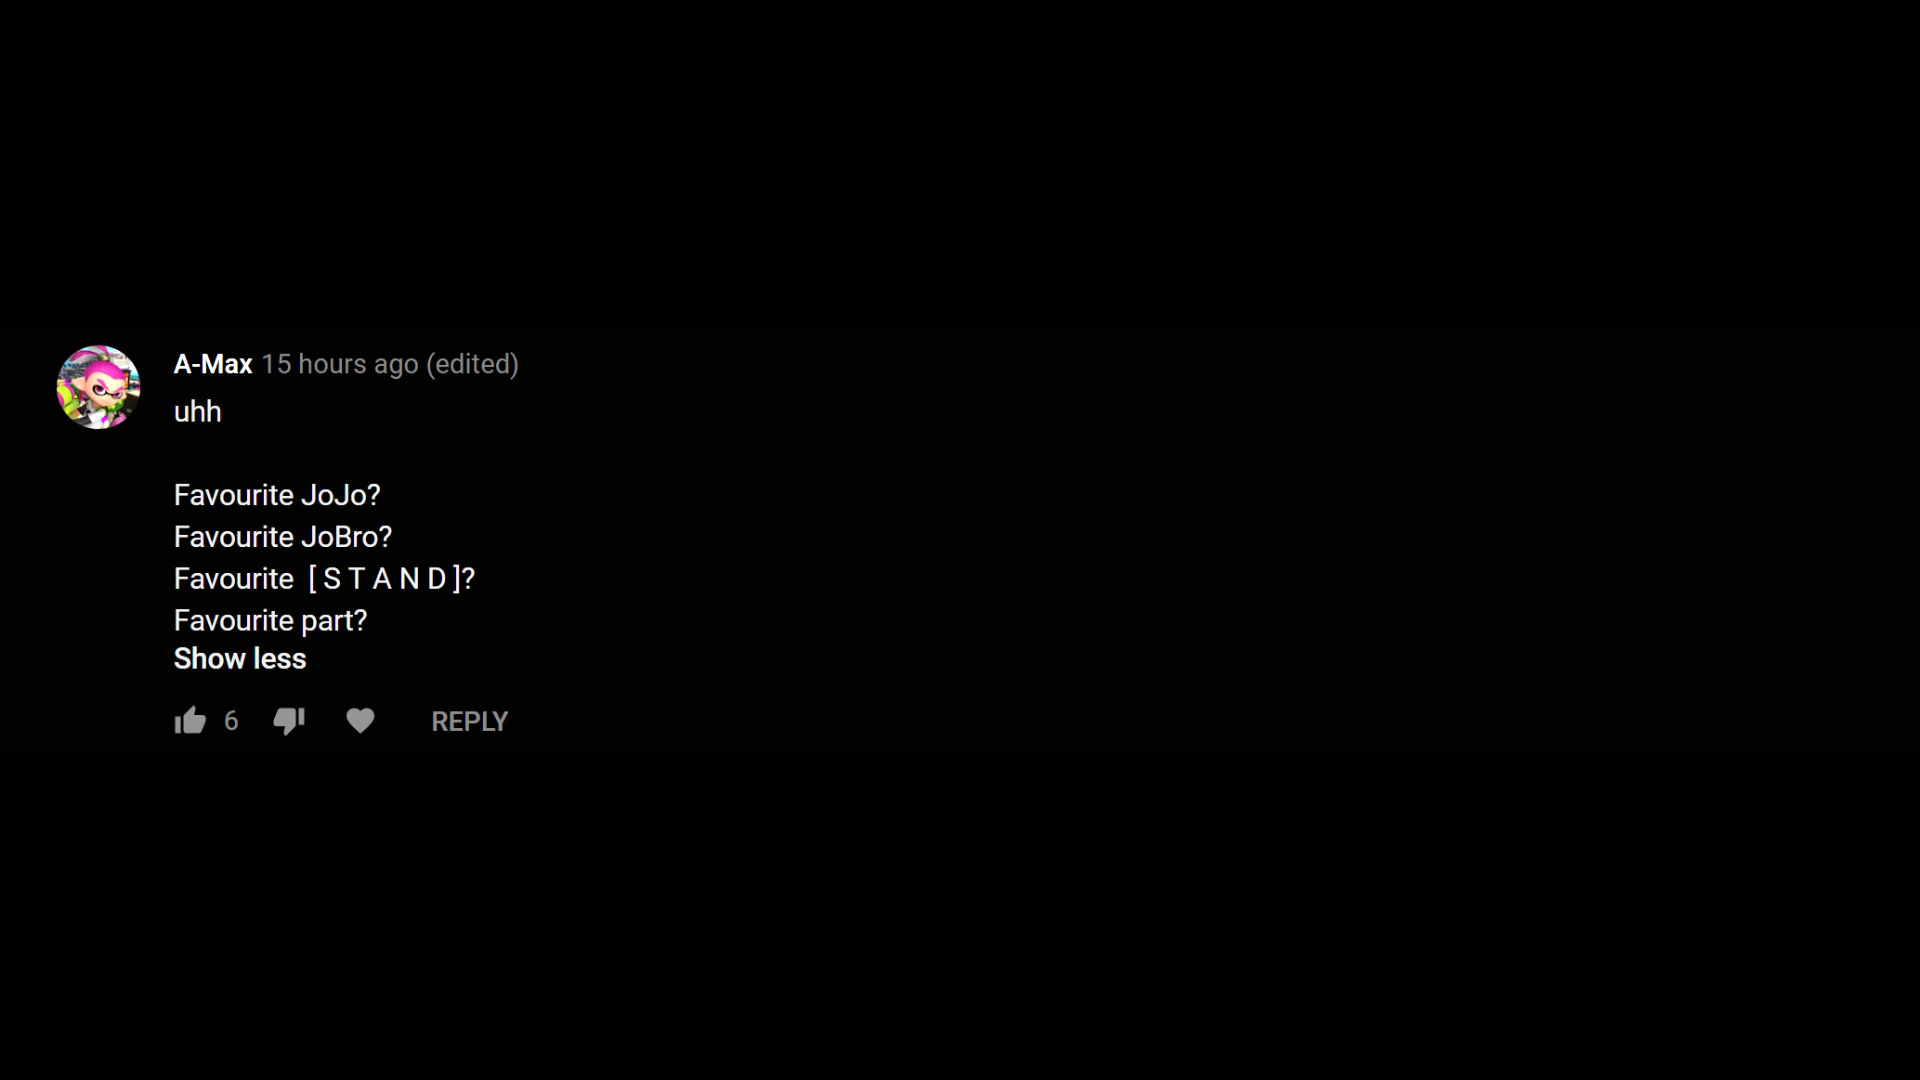 A-Max 15 hours ago (edited)
uhh
Favourite JoJo?
Favourite JoBro?
Favourite  [ S T A N D ]?
Favourite part?
Show less
6 REPLY